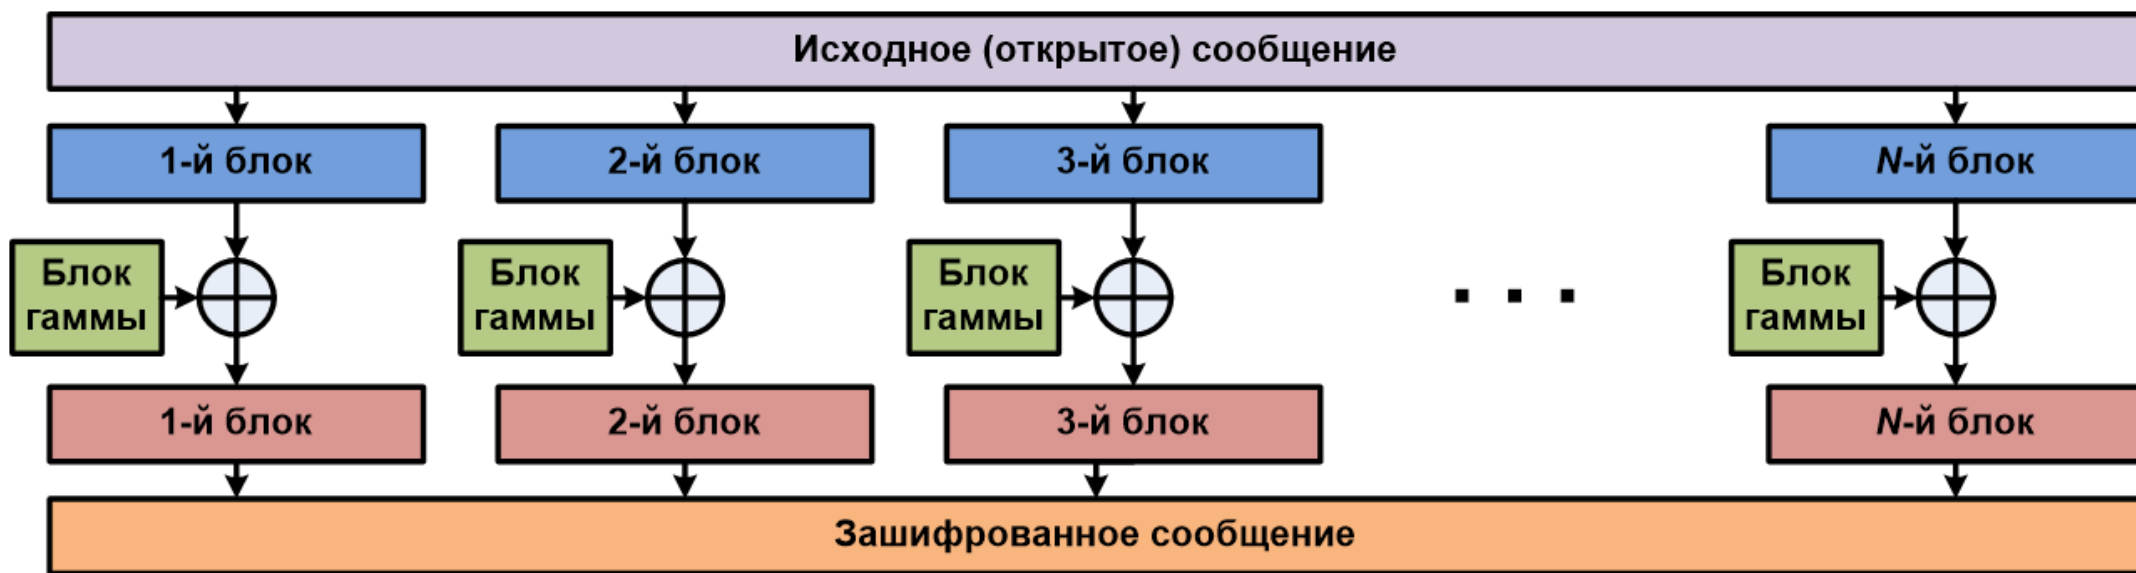 Исходное (открытое) сообщение
1-й блок
2-й блок
3-й блок
N-й блок
Блок
гаммы
Блок
гаммы
Блок
гаммы
. . .
Блок
гаммы
1-й блок
2-й блок
3-й блок
N-й блок
Зашифрованное сообщение